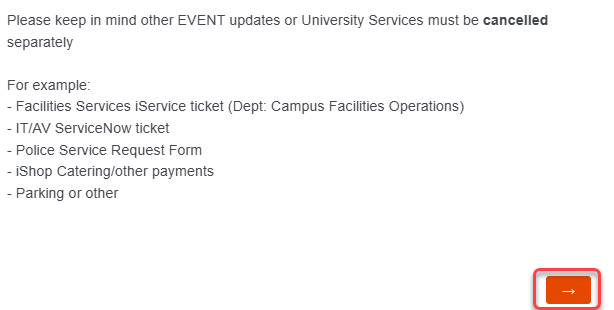 Please keep in mind other EVENT updates or University Services must be cancelled
separately
For example:
- Facilities Services iService ticket (Dept: Campus Facilities Operations)
- IT/AV ServiceNow ticket
- Police Service Request Form
- iShop Catering/other payments
- Parking or other
→